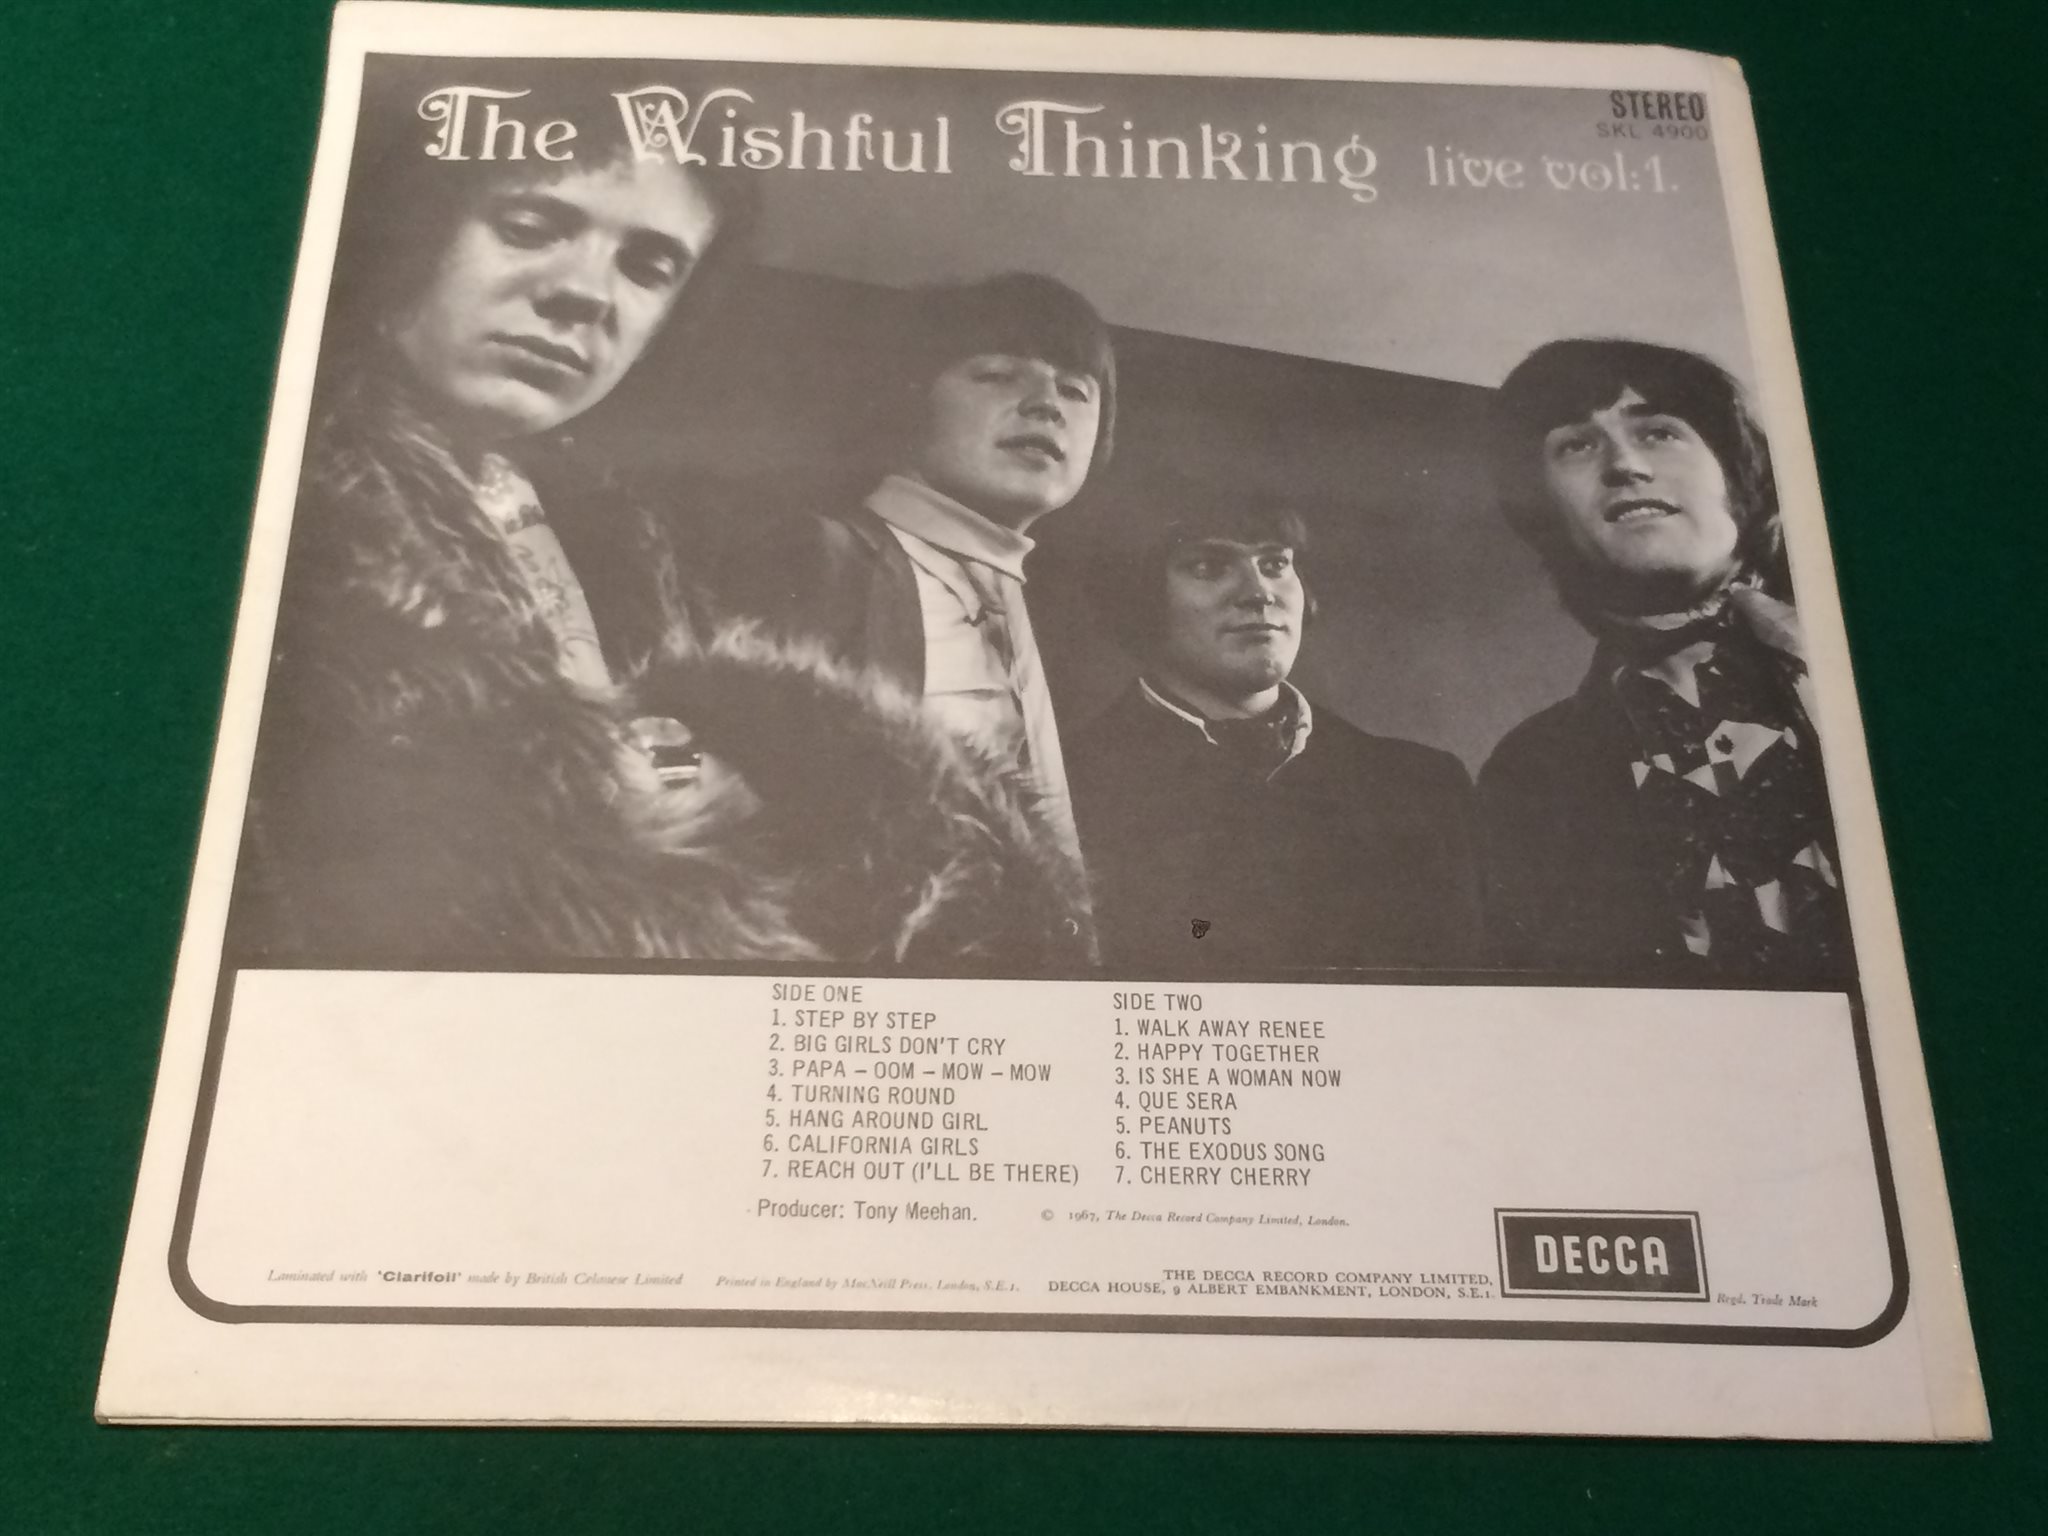 The Wishful Thinking live vol:1.
STEREO
SKL 4900
SIDE ONE
1. STEP BY STEP
2. BIG GIRLS DON'T CRY
3. PAPA – OOM – MOW – MOW
4. TURNING ROUND
5. HANG AROUND GIRL
6. CALIFORNIA GIRLS
7. REACH OUT (I'LL BE THERE)
SIDE TWO
1. WALK AWAY RENEE
2. HAPPY TOGETHER
3. IS SHE A WOMAN NOW
4. QUE SERA
5. PEANUTS
6. THE EXODUS SONG
7. CHERRY CHERRY
Producer: Tony Meehan.
© 1967, The Decca Record Company Limited, London.
Laminated with 'Clarifoil' made by British Celanese Limited
Printed in England by MacNeill Press, London, S.E.1.
THE DECCA RECORD COMPANY LIMITED,
DECCA HOUSE, 9 ALBERT EMBANKMENT, LONDON, S.E.1.
DECCA
Regd. Trade Mark